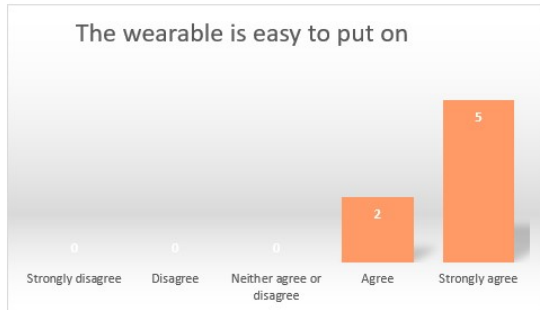 The wearable is easy to put on
5
2
0 0 0
Strongly disagree Disagree Neither agree or Agree Strongly agree
disagree